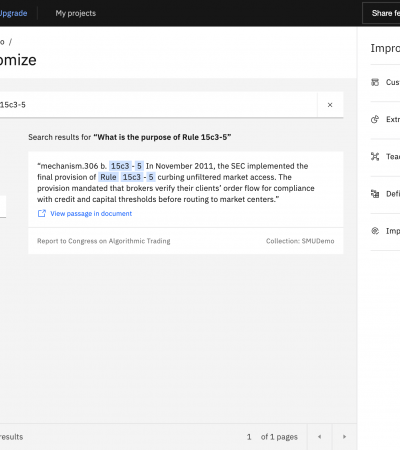 Upgrade My projects Share fe
o /
omize
Impro
15c3-5 ×
Cus
Extr
Search results for “What is the purpose of Rule 15c3-5”
Teac
“mechanism.306 b. 15c3 - 5 In November 2011, the SEC implemented the
final provision of Rule 15c3 - 5 curbing unfiltered market access. The
provision mandated that brokers verify their clients’ order flow for compliance
with credit and capital thresholds before routing to market centers.”
Defi
View passage in document
Imp
Report to Congress on Algorithmic Trading Collection: SMUDemo
results 1 of 1 pages